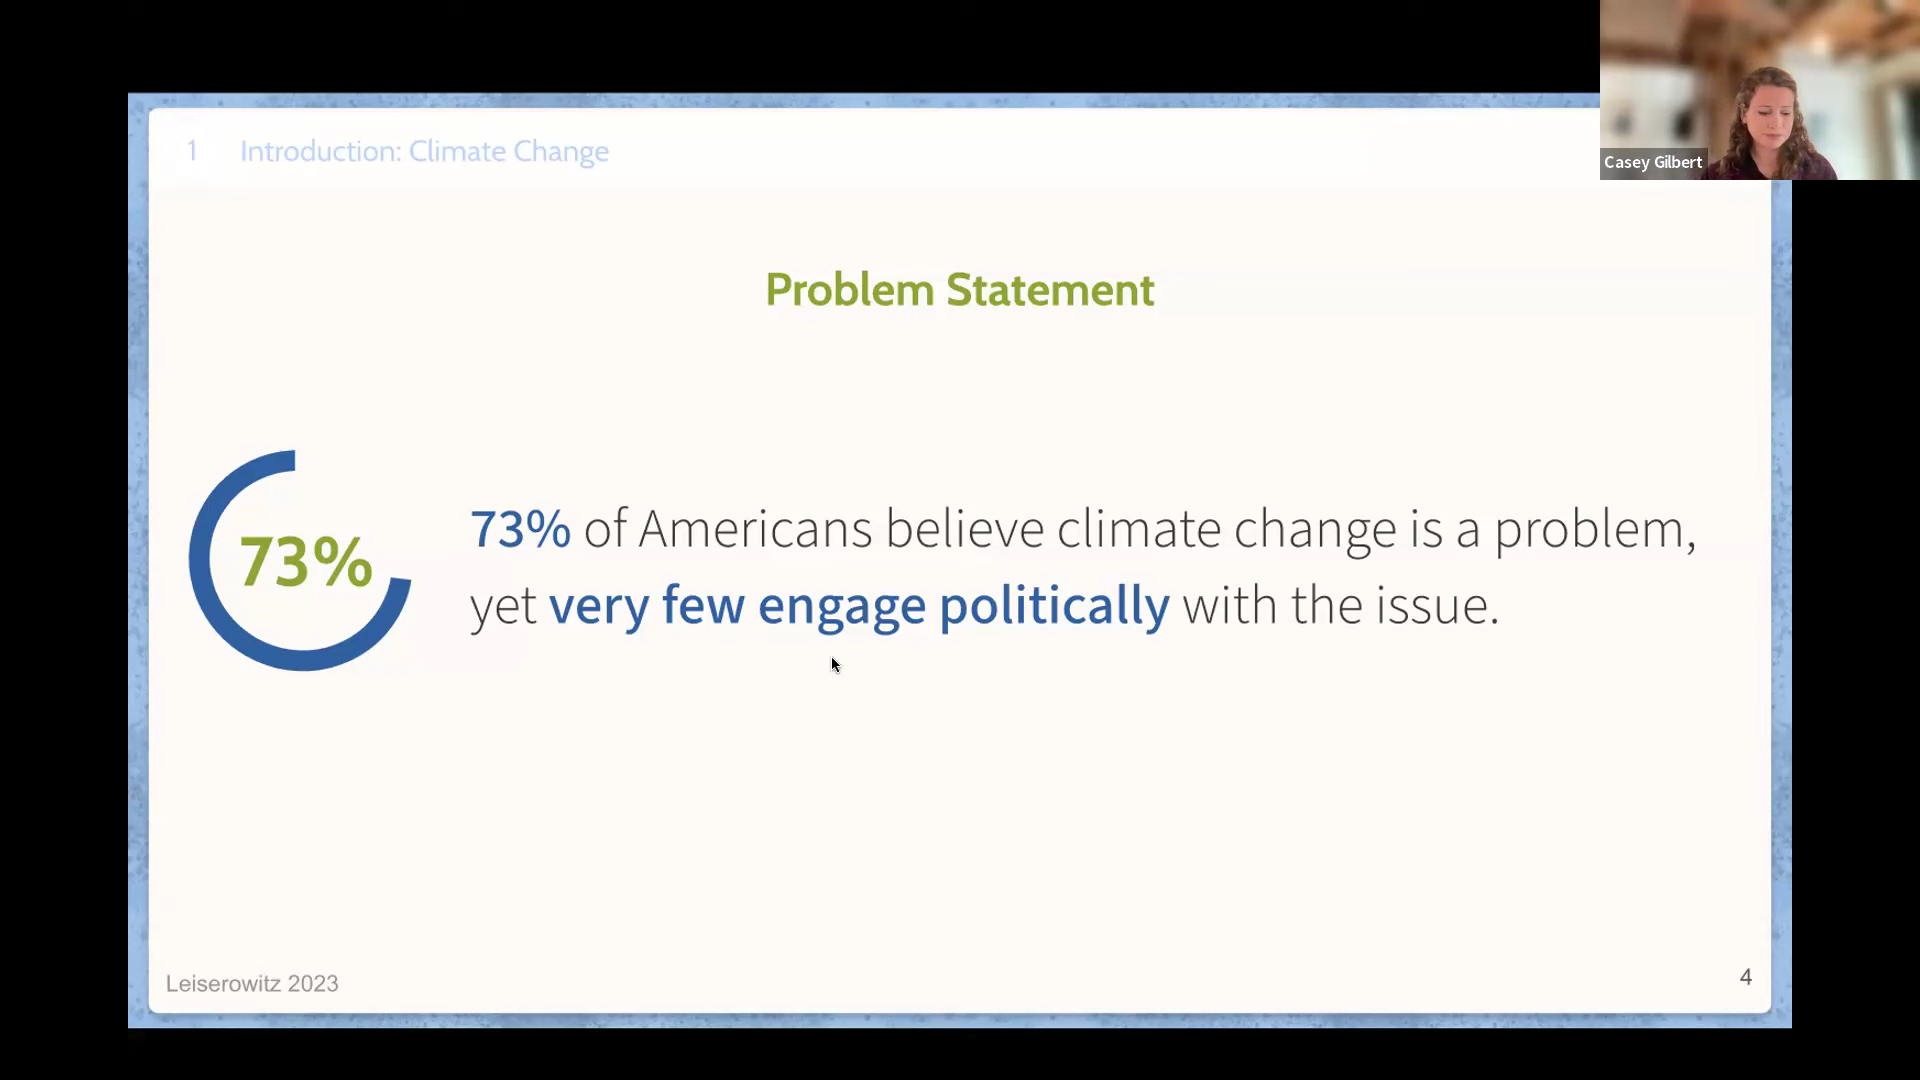 1 Introduction: Climate Change
Casey Gilbert
Problem Statement
73%
73% of Americans believe climate change is a problem,
yet very few engage politically with the issue.
Leiserowitz 2023
4